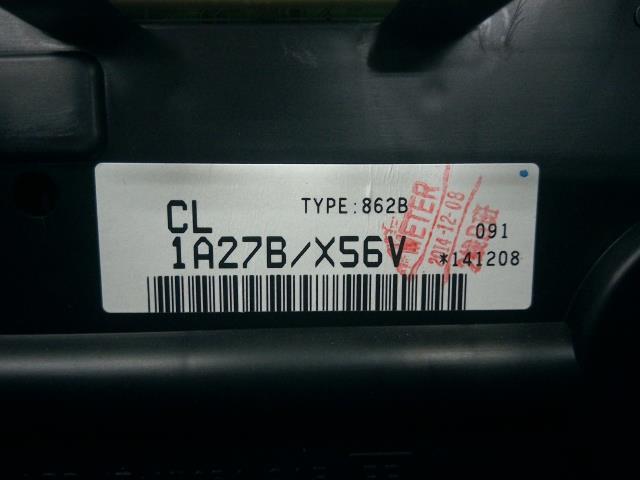 CL
TYPE:862B
1A27B/X56V
METER
2014-12-08
091
*141208